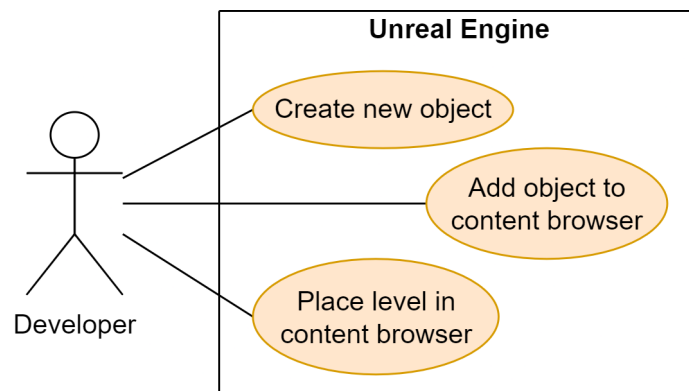 Unreal Engine
Create new object
Add object to
content browser
Place level in
content browser
Developer